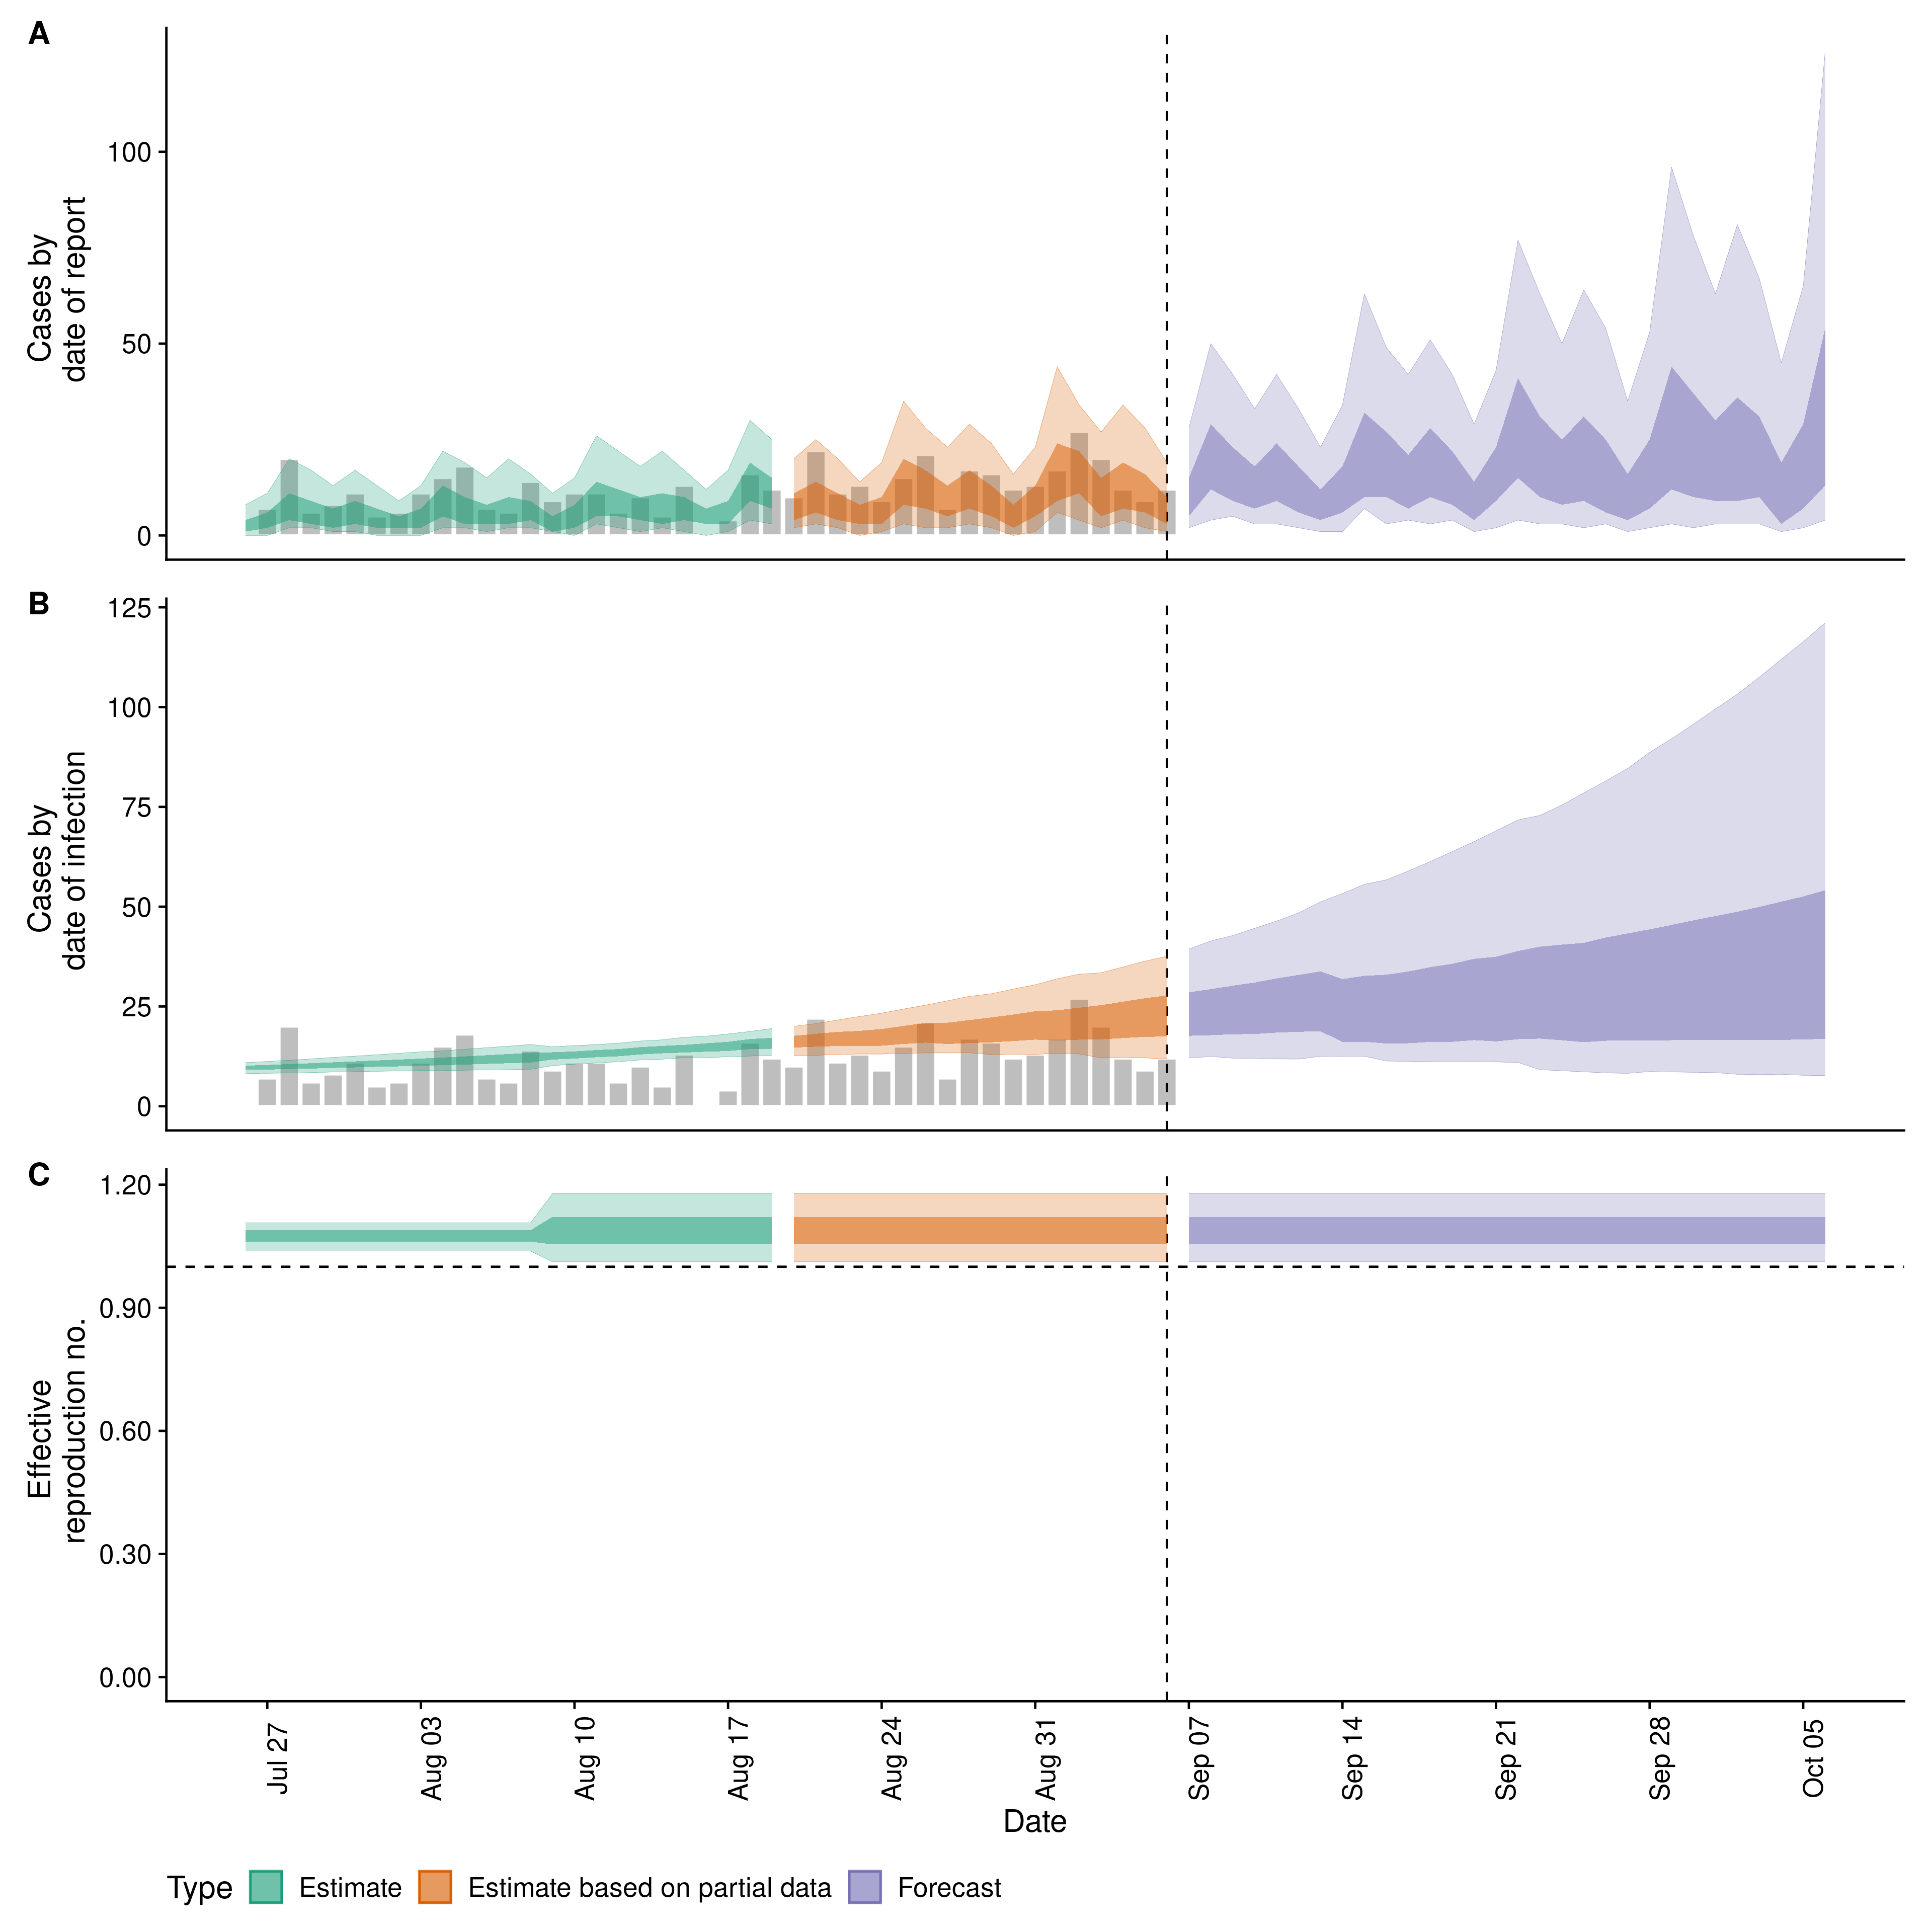 A
Cases by
date of report
100
50
0
B
Cases by
date of infection
125
100
75
50
25
0
C
Effective
reproduction no.
1.20
0.90
0.60
0.30
0.00
Jul 27
Aug 03
Aug 10
Aug 17
Aug 24
Aug 31
Sep 07
Sep 14
Sep 21
Sep 28
Oct 05
Date
Type Estimate Estimate based on partial data Forecast